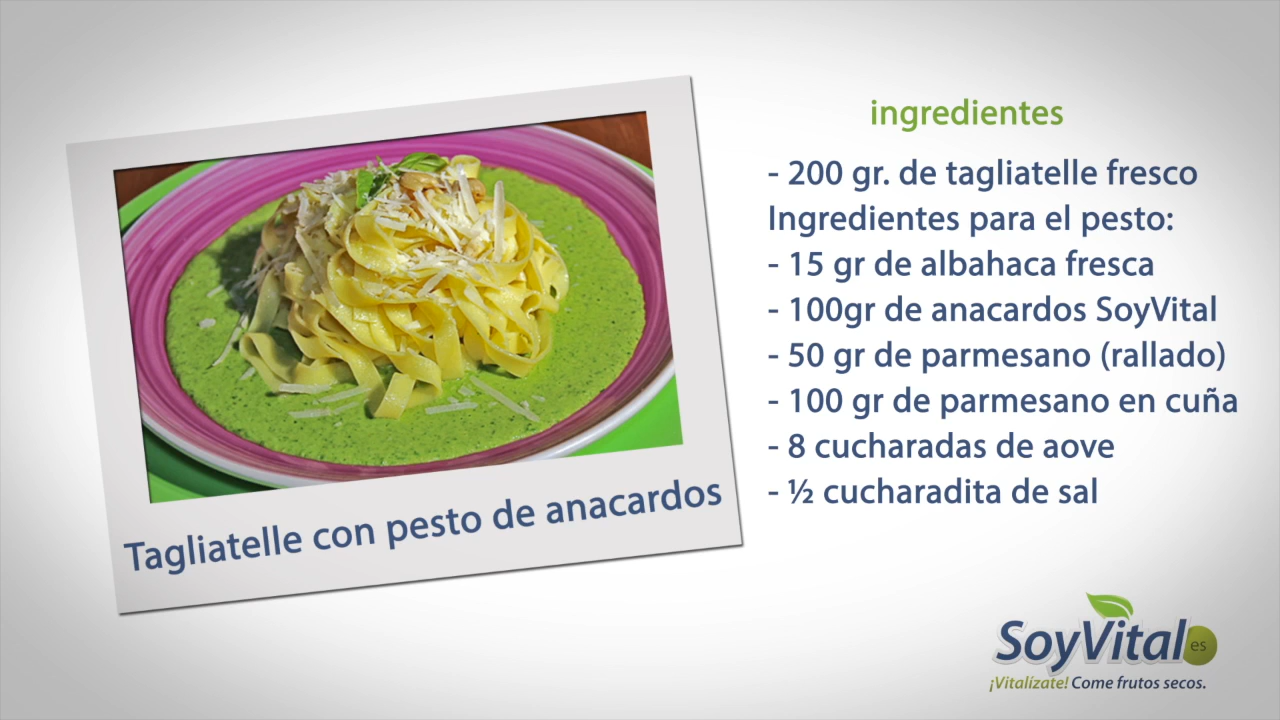 ingredientes
- 200 gr. de tagliatelle fresco
Ingredientes para el pesto:
- 15 gr de albahaca fresca
- 100gr de anacardos SoyVital
- 50 gr de parmesano (rallado)
- 100 gr de parmesano en cuña
- 8 cucharadas de aove
- ½ cucharadita de sal
Tagliatelle con pesto de anacardos
SoyVital es
¡Vitalízate! Come frutos secos.